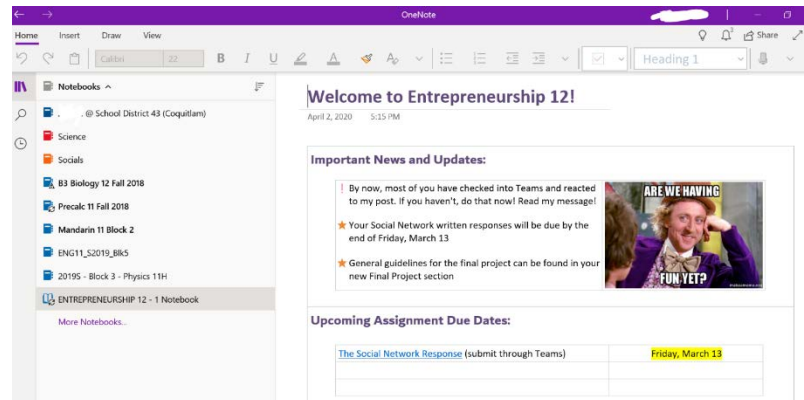 OneNote
Home Insert Draw View
Share
Calibri 22 B I U A Heading 1
Notebooks
@ School District 43 (Coquitlam)
Science
Socials
B3 Biology 12 Fall 2018
Precalc 11 Fall 2018
Mandarin 11 Block 2
ENG11_S2019_Blk5
2019S - Block 3 - Physics 11H
ENTREPRENEURSHIP 12 - 1 Notebook
More Notebooks..
Welcome to Entrepreneurship 12!
April 2, 2020 5:15 PM
Important News and Updates:
By now, most of you have checked into Teams and reacted
to my post. If you haven't, do that now! Read my message!
Your Social Network written responses will be due by the
end of Friday, March 13
General guidelines for the final project can be found in your
new Final Project section
ARE WE HAVING
FUN YET?
Upcoming Assignment Due Dates:
The Social Network Response (submit through Teams) Friday, March 13